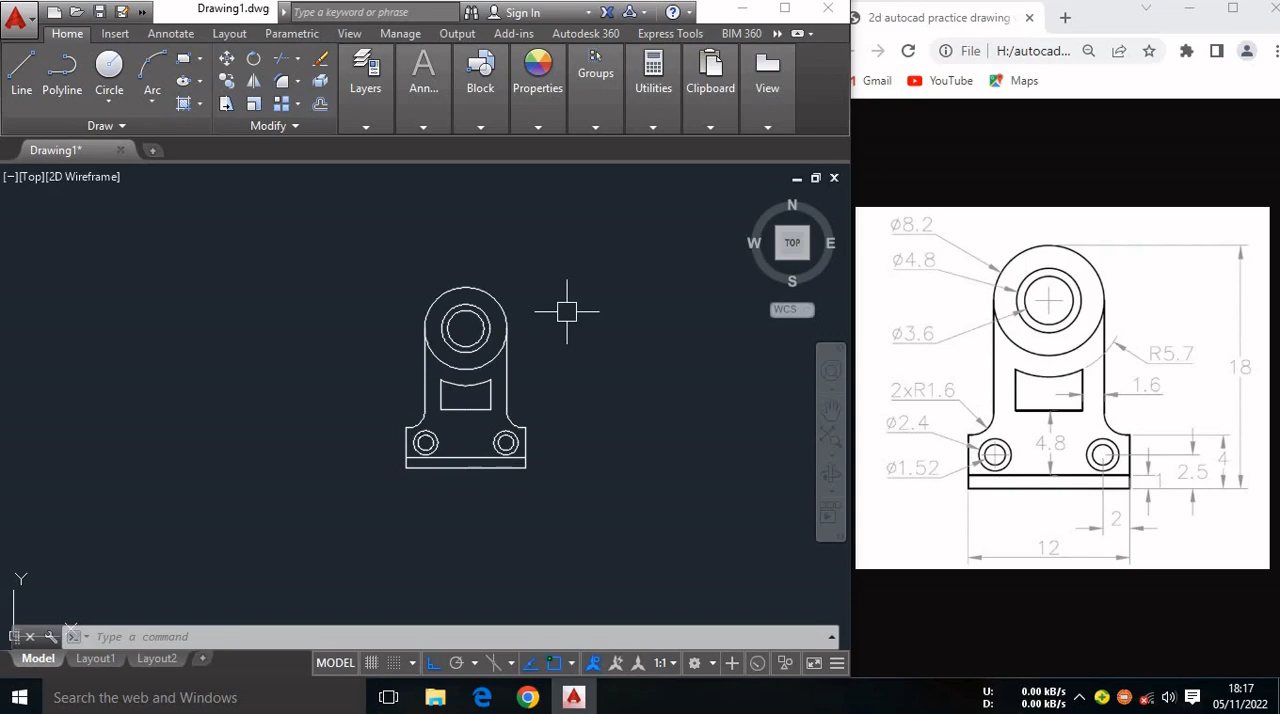 Drawing1.dwg
Type a keyword or phrase
Sign In
2d autocad practice drawing
Home Insert Annotate Layout Parametric View Manage Output Add-ins Autodesk 360 Express Tools BIM 360
File H:/autocad...
Gmail YouTube Maps
Line Polyline Circle Arc
Layers Ann... Block Properties Groups Utilities Clipboard View
Draw Modify
Drawing1*
[−][Top][2D Wireframe]
N
W TOP E
S
WCS
ø8.2
ø4.8
ø3.6
R5.7
18
2xR1.6
1.6
ø2.4
4.8
4
ø1.52
2.5
1
2
12
Y
X
Type a command
Model Layout1 Layout2
MODEL 1:1
Search the web and Windows
U: 0.00 kB/s
D: 0.00 kB/s
18:17
05/11/2022